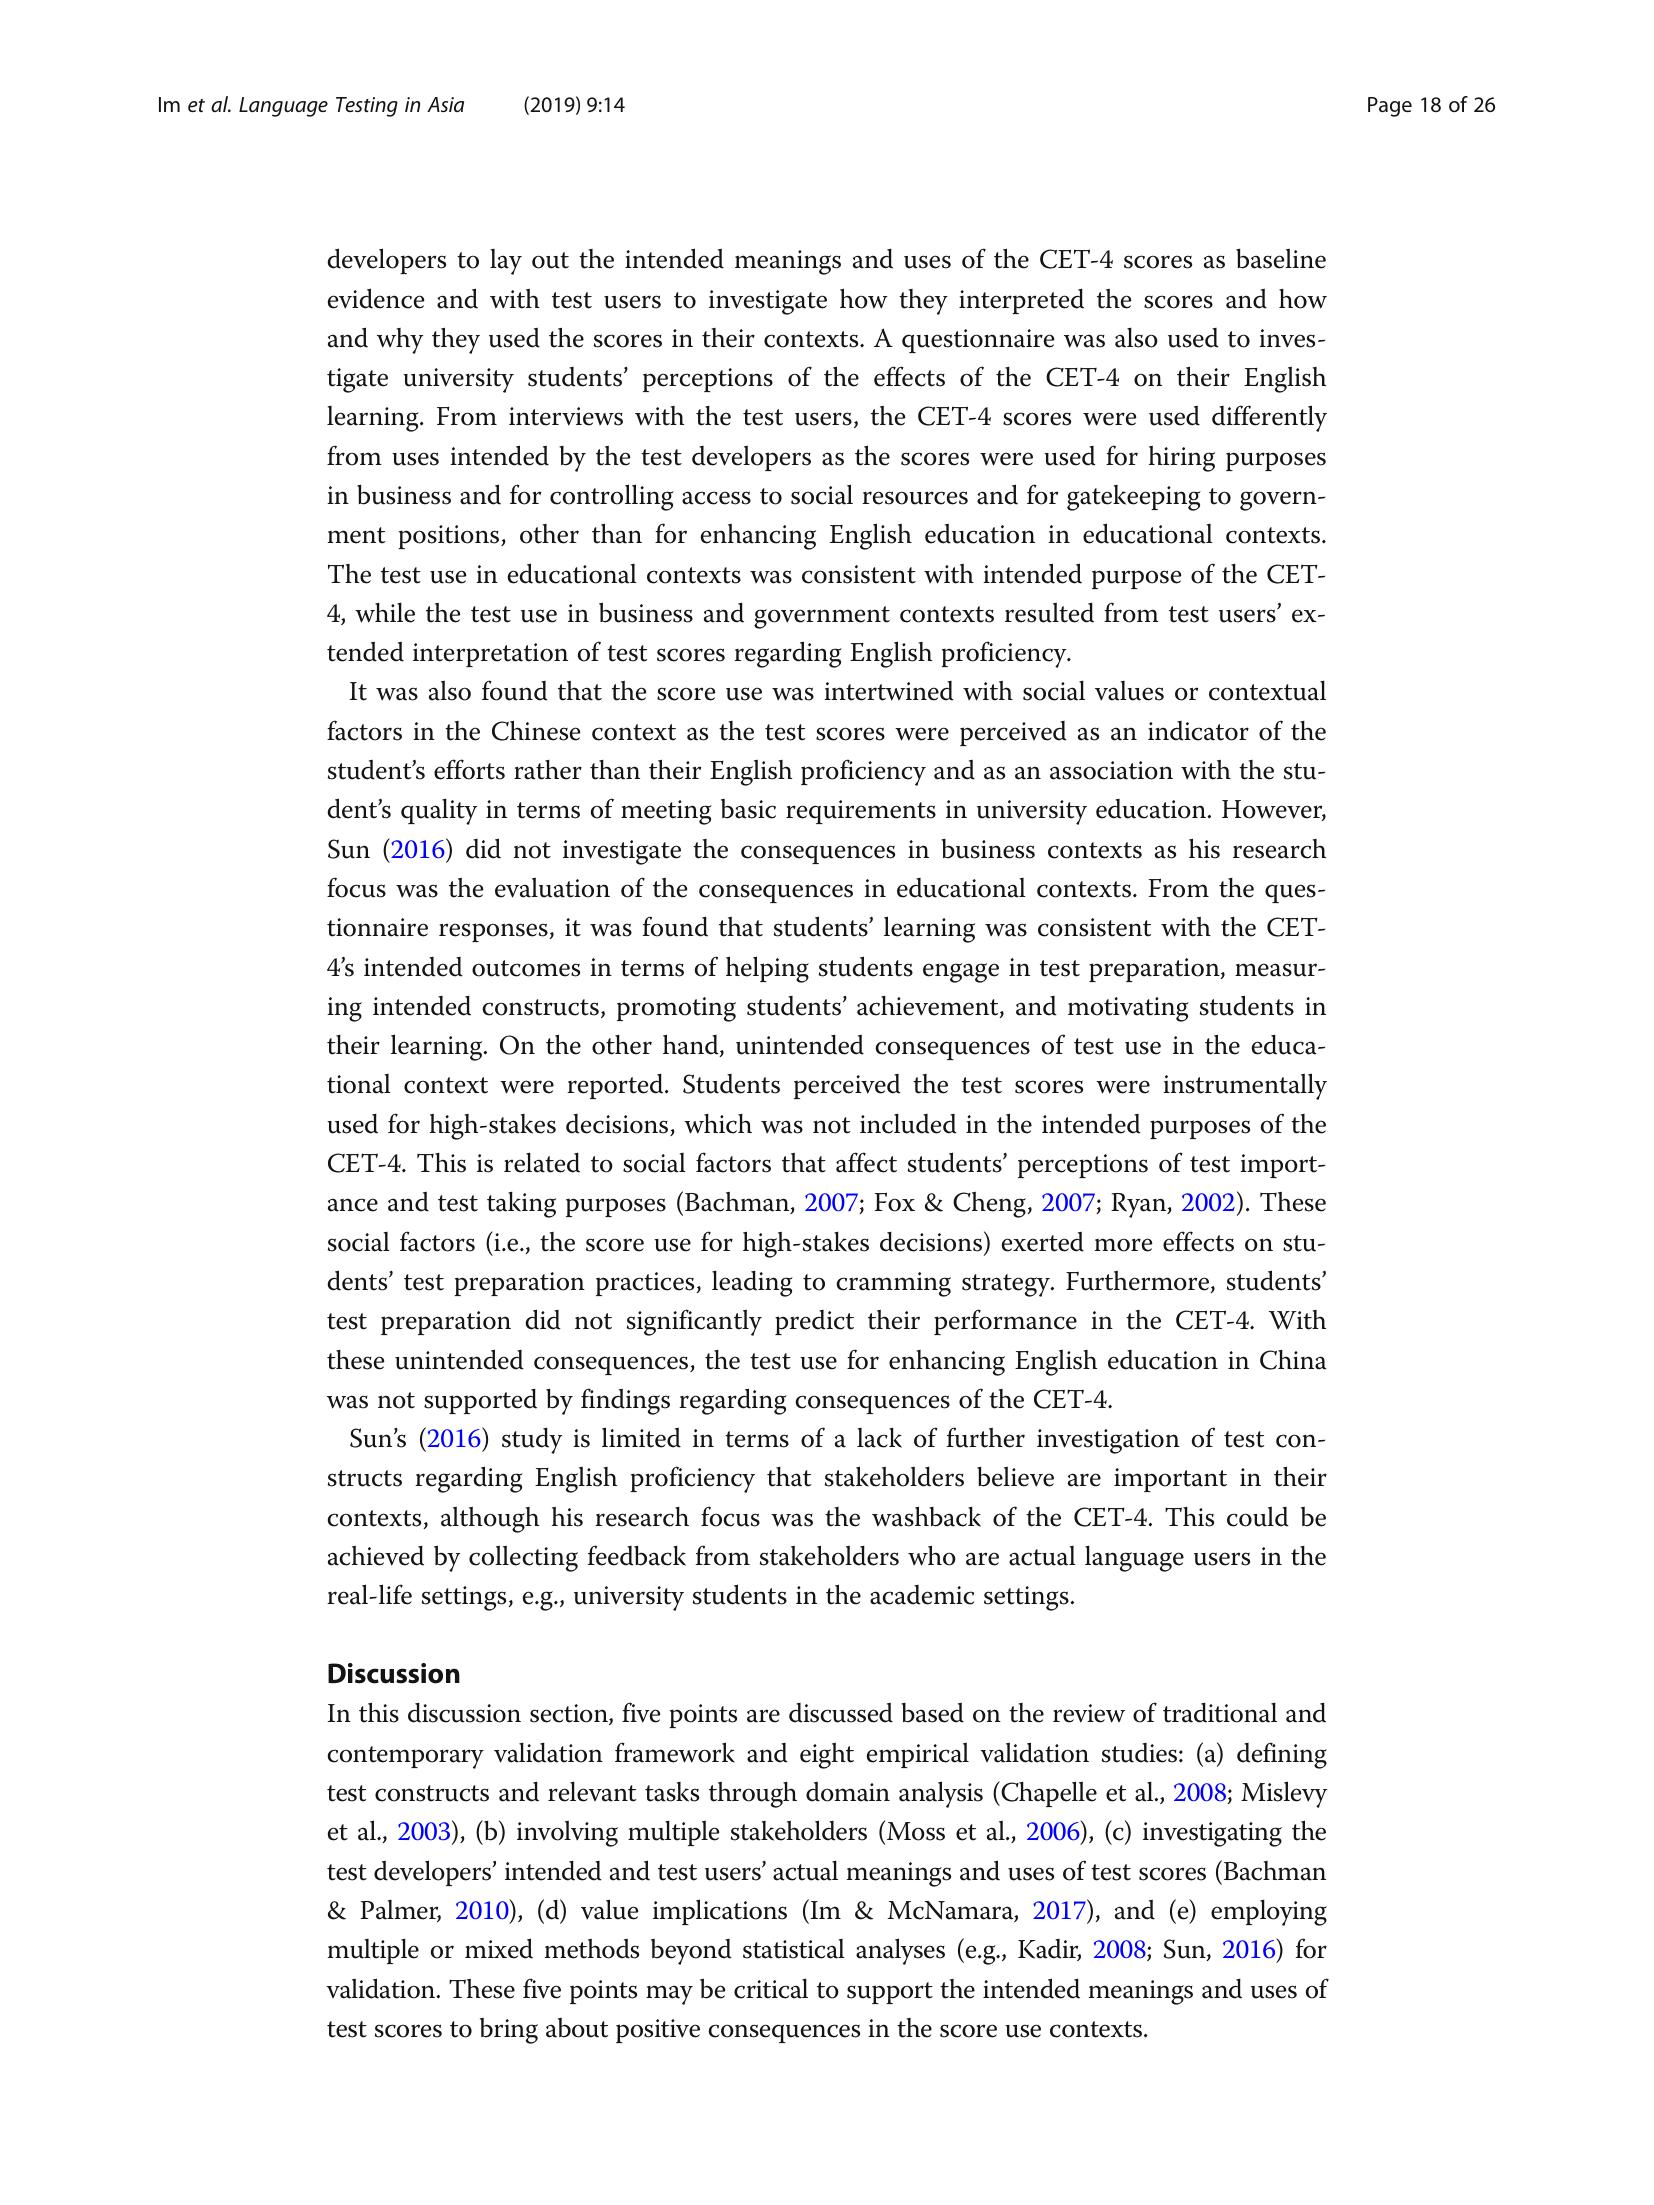 Im et al. Language Testing in Asia (2019) 9:14 Page 18 of 26
developers to lay out the intended meanings and uses of the CET-4 scores as baseline
evidence and with test users to investigate how they interpreted the scores and how
and why they used the scores in their contexts. A questionnaire was also used to inves-
tigate university students’ perceptions of the effects of the CET-4 on their English
learning. From interviews with the test users, the CET-4 scores were used differently
from uses intended by the test developers as the scores were used for hiring purposes
in business and for controlling access to social resources and for gatekeeping to govern-
ment positions, other than for enhancing English education in educational contexts.
The test use in educational contexts was consistent with intended purpose of the CET-
4, while the test use in business and government contexts resulted from test users’ ex-
tended interpretation of test scores regarding English proficiency.
It was also found that the score use was intertwined with social values or contextual
factors in the Chinese context as the test scores were perceived as an indicator of the
student’s efforts rather than their English proficiency and as an association with the stu-
dent’s quality in terms of meeting basic requirements in university education. However,
Sun (2016) did not investigate the consequences in business contexts as his research
focus was the evaluation of the consequences in educational contexts. From the ques-
tionnaire responses, it was found that students’ learning was consistent with the CET-
4’s intended outcomes in terms of helping students engage in test preparation, measur-
ing intended constructs, promoting students’ achievement, and motivating students in
their learning. On the other hand, unintended consequences of test use in the educa-
tional context were reported. Students perceived the test scores were instrumentally
used for high-stakes decisions, which was not included in the intended purposes of the
CET-4. This is related to social factors that affect students’ perceptions of test import-
ance and test taking purposes (Bachman, 2007; Fox & Cheng, 2007; Ryan, 2002). These
social factors (i.e., the score use for high-stakes decisions) exerted more effects on stu-
dents’ test preparation practices, leading to cramming strategy. Furthermore, students’
test preparation did not significantly predict their performance in the CET-4. With
these unintended consequences, the test use for enhancing English education in China
was not supported by findings regarding consequences of the CET-4.
Sun’s (2016) study is limited in terms of a lack of further investigation of test con-
structs regarding English proficiency that stakeholders believe are important in their
contexts, although his research focus was the washback of the CET-4. This could be
achieved by collecting feedback from stakeholders who are actual language users in the
real-life settings, e.g., university students in the academic settings.
Discussion
In this discussion section, five points are discussed based on the review of traditional and
contemporary validation framework and eight empirical validation studies: (a) defining
test constructs and relevant tasks through domain analysis (Chapelle et al., 2008; Mislevy
et al., 2003), (b) involving multiple stakeholders (Moss et al., 2006), (c) investigating the
test developers’ intended and test users’ actual meanings and uses of test scores (Bachman
& Palmer, 2010), (d) value implications (Im & McNamara, 2017), and (e) employing
multiple or mixed methods beyond statistical analyses (e.g., Kadir, 2008; Sun, 2016) for
validation. These five points may be critical to support the intended meanings and uses of
test scores to bring about positive consequences in the score use contexts.